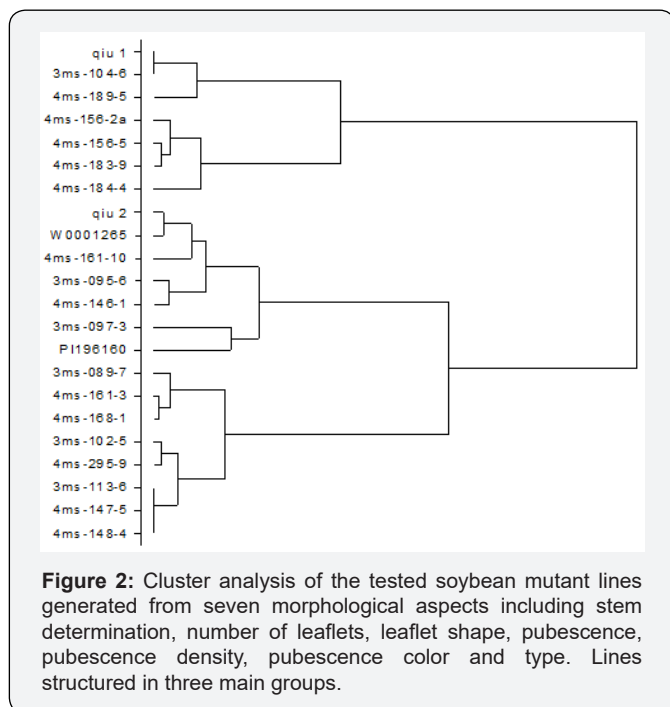 qiu 1
3ms-104-6
4ms-189-5
4ms-156-2a
4ms-156-5
4ms-183-9
4ms-184-4
qiu 2
W0001265
4ms-161-10
3ms-095-6
4ms-146-1
3ms-097-3
PI196160
3ms-089-7
4ms-161-3
4ms-168-1
3ms-102-5
4ms-295-9
3ms-113-6
4ms-147-5
4ms-148-4
Figure 2: Cluster analysis of the tested soybean mutant lines
generated from seven morphological aspects including stem
determination, number of leaflets, leaflet shape, pubescence,
pubescence density, pubescence color and type. Lines
structured in three main groups.